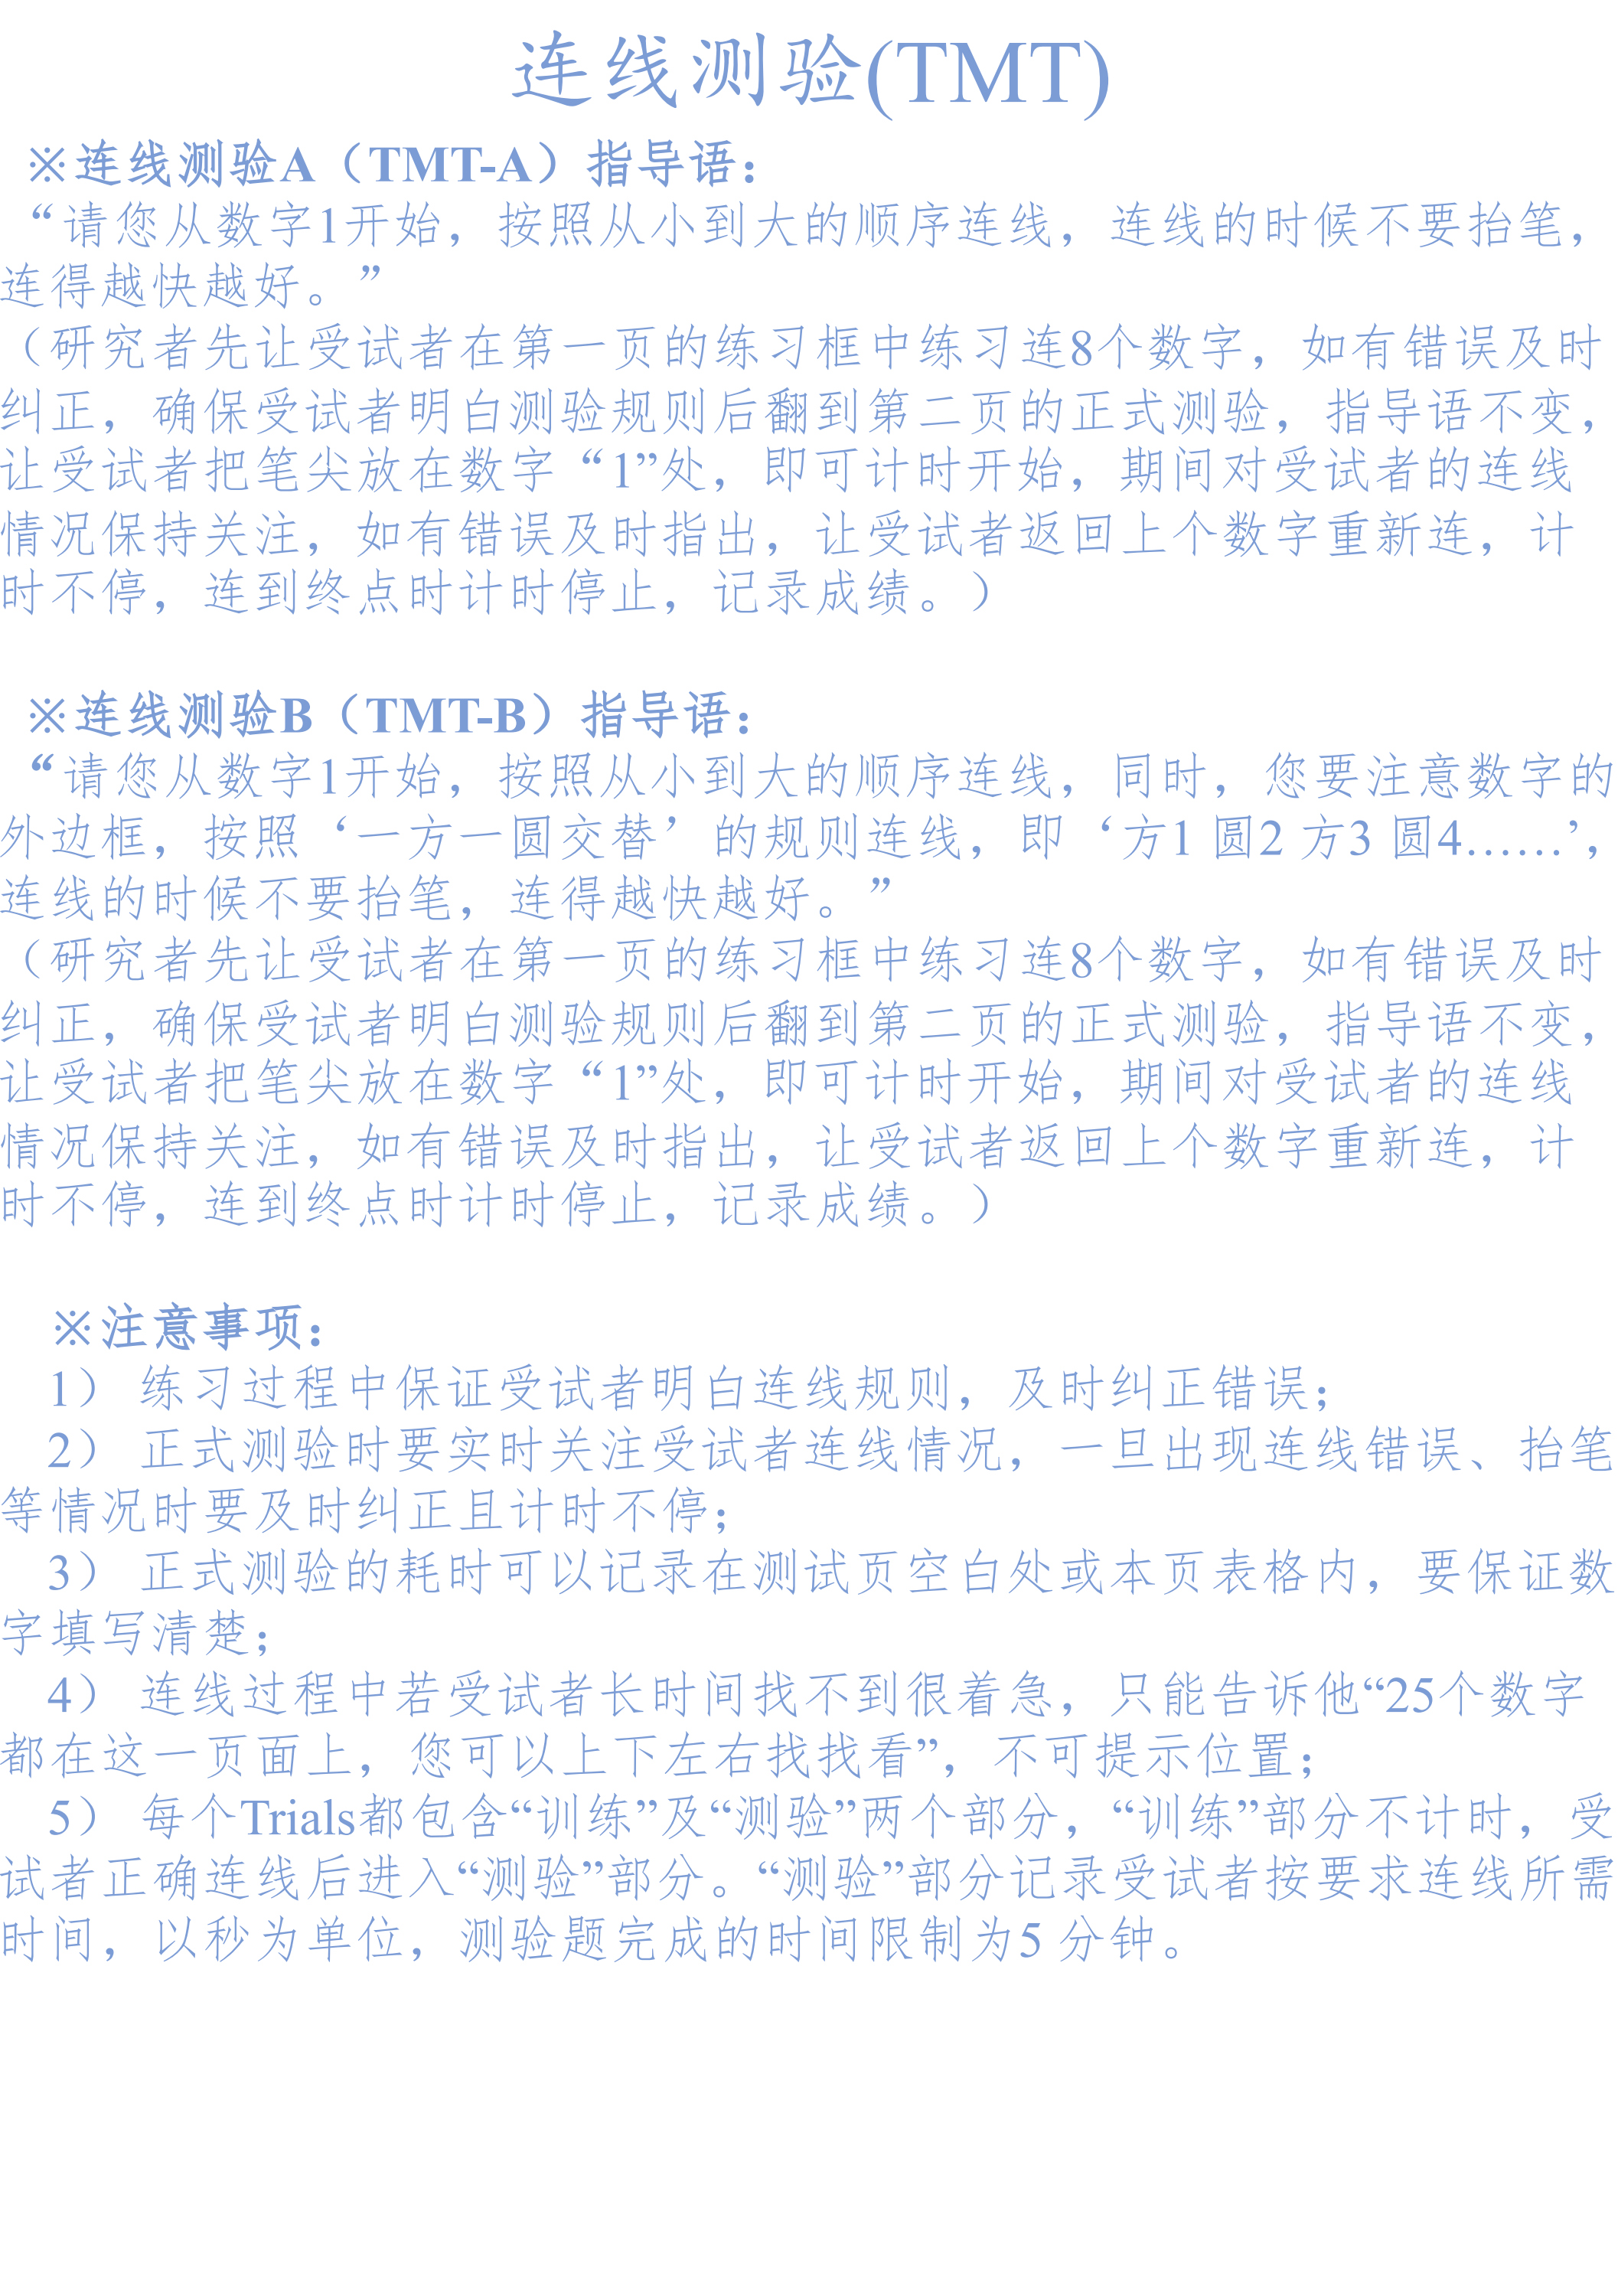 连线测验(TMT)
※连线测验A（TMT-A）指导语：
“请您从数字1开始，按照从小到大的顺序连线，连线的时候不要抬笔，
连得越快越好。”
（研究者先让受试者在第一页的练习框中练习连8个数字，如有错误及时
纠正，确保受试者明白测验规则后翻到第二页的正式测验，指导语不变，
让受试者把笔尖放在数字“1”处，即可计时开始，期间对受试者的连线
情况保持关注，如有错误及时指出，让受试者返回上个数字重新连，计
时不停，连到终点时计时停止，记录成绩。）
※连线测验B（TMT-B）指导语：
“请您从数字1开始，按照从小到大的顺序连线，同时，您要注意数字的
外边框，按照‘一方一圆交替’的规则连线，即‘方1 圆2 方3 圆4……’，
连线的时候不要抬笔，连得越快越好。”
（研究者先让受试者在第一页的练习框中练习连8个数字，如有错误及时
纠正，确保受试者明白测验规则后翻到第二页的正式测验，指导语不变，
让受试者把笔尖放在数字“1”处，即可计时开始，期间对受试者的连线
情况保持关注，如有错误及时指出，让受试者返回上个数字重新连，计
时不停，连到终点时计时停止，记录成绩。）
※注意事项：
1） 练习过程中保证受试者明白连线规则，及时纠正错误；
2） 正式测验时要实时关注受试者连线情况，一旦出现连线错误、抬笔
等情况时要及时纠正且计时不停；
3） 正式测验的耗时可以记录在测试页空白处或本页表格内，要保证数
字填写清楚；
4） 连线过程中若受试者长时间找不到很着急，只能告诉他“25个数字
都在这一页面上，您可以上下左右找找看”，不可提示位置；
5） 每个Trials都包含“训练”及“测验”两个部分，“训练”部分不计时，受
试者正确连线后进入“测验”部分。“测验”部分记录受试者按要求连线所需
时间，以秒为单位，测验题完成的时间限制为5 分钟。